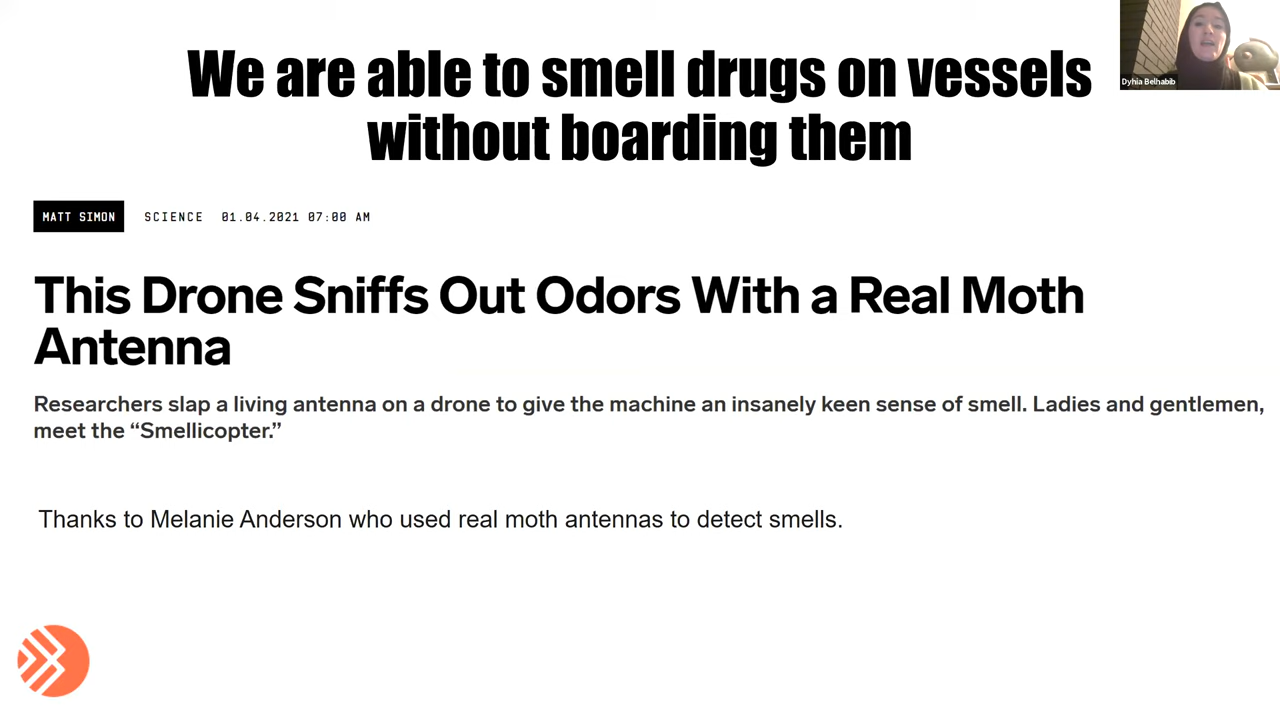 We are able to smell drugs on vessels
without boarding them
Dyhia Belhabib
MATT SIMON SCIENCE 01.04.2021 07:00 AM
This Drone Sniffs Out Odors With a Real Moth
Antenna
Researchers slap a living antenna on a drone to give the machine an insanely keen sense of smell. Ladies and gentlemen,
meet the “Smellicopter.”
Thanks to Melanie Anderson who used real moth antennas to detect smells.